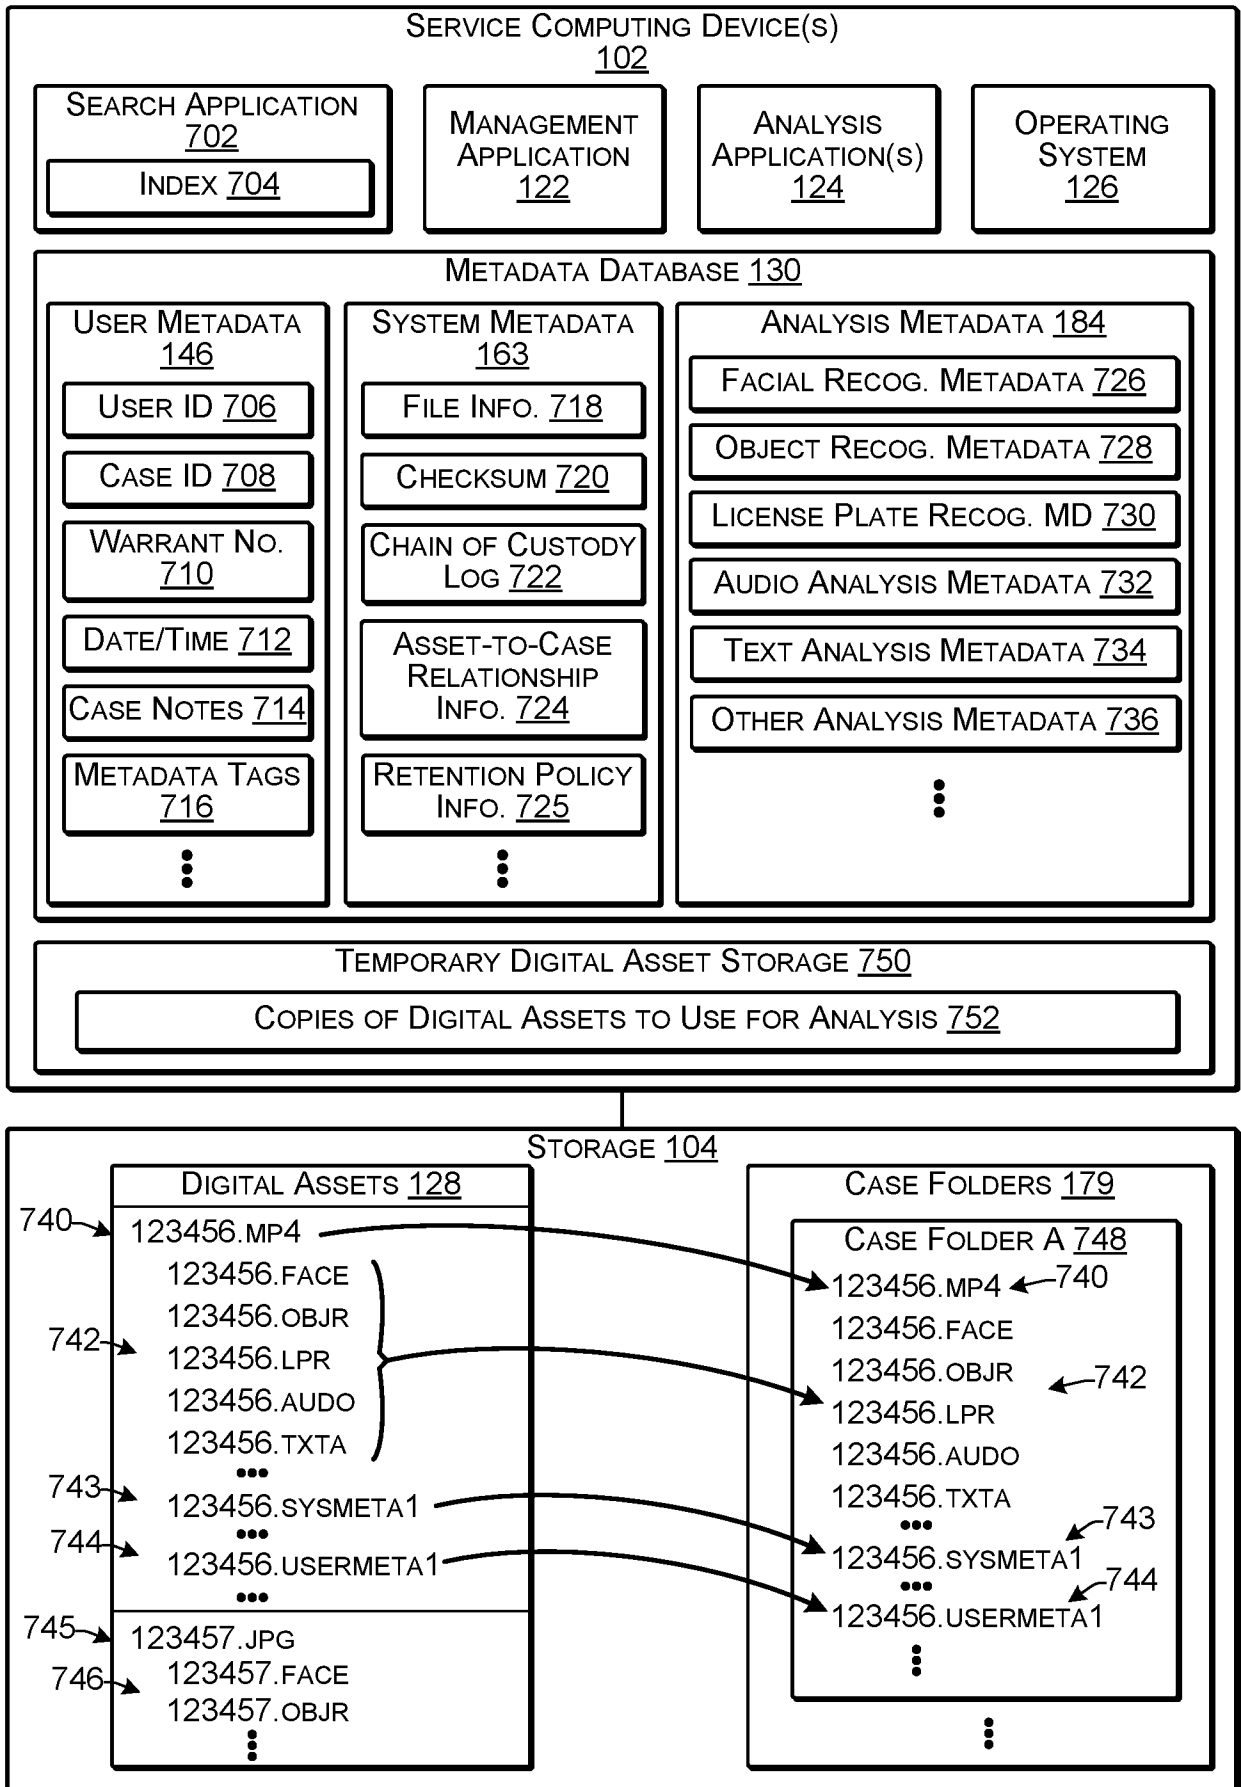 Service Computing Device(s)
102
Search Application
702
Index 704
Management
Application
122
Analysis
Application(s)
124
Operating
System
126
Metadata Database 130
User Metadata
146
User ID 706
Case ID 708
Warrant No.
710
Date/Time 712
Case Notes 714
Metadata Tags
716
System Metadata
163
File Info. 718
Checksum 720
Chain of Custody
Log 722
Asset-to-Case
Relationship
Info. 724
Retention Policy
Info. 725
Analysis Metadata 184
Facial Recog. Metadata 726
Object Recog. Metadata 728
License Plate Recog. MD 730
Audio Analysis Metadata 732
Text Analysis Metadata 734
Other Analysis Metadata 736
Temporary Digital Asset Storage 750
Copies of Digital Assets to Use for Analysis 752
Storage 104
Digital Assets 128
740
123456.mp4
123456.face
123456.objr
742
123456.lpr
123456.audo
123456.txta
743
123456.sysmeta1
744
123456.usermeta1
745
123457.jpg
746
123457.face
123457.objr
Case Folders 179
Case Folder A 748
123456.mp4
740
123456.face
123456.objr
742
123456.lpr
123456.audo
123456.txta
743
123456.sysmeta1
744
123456.usermeta1